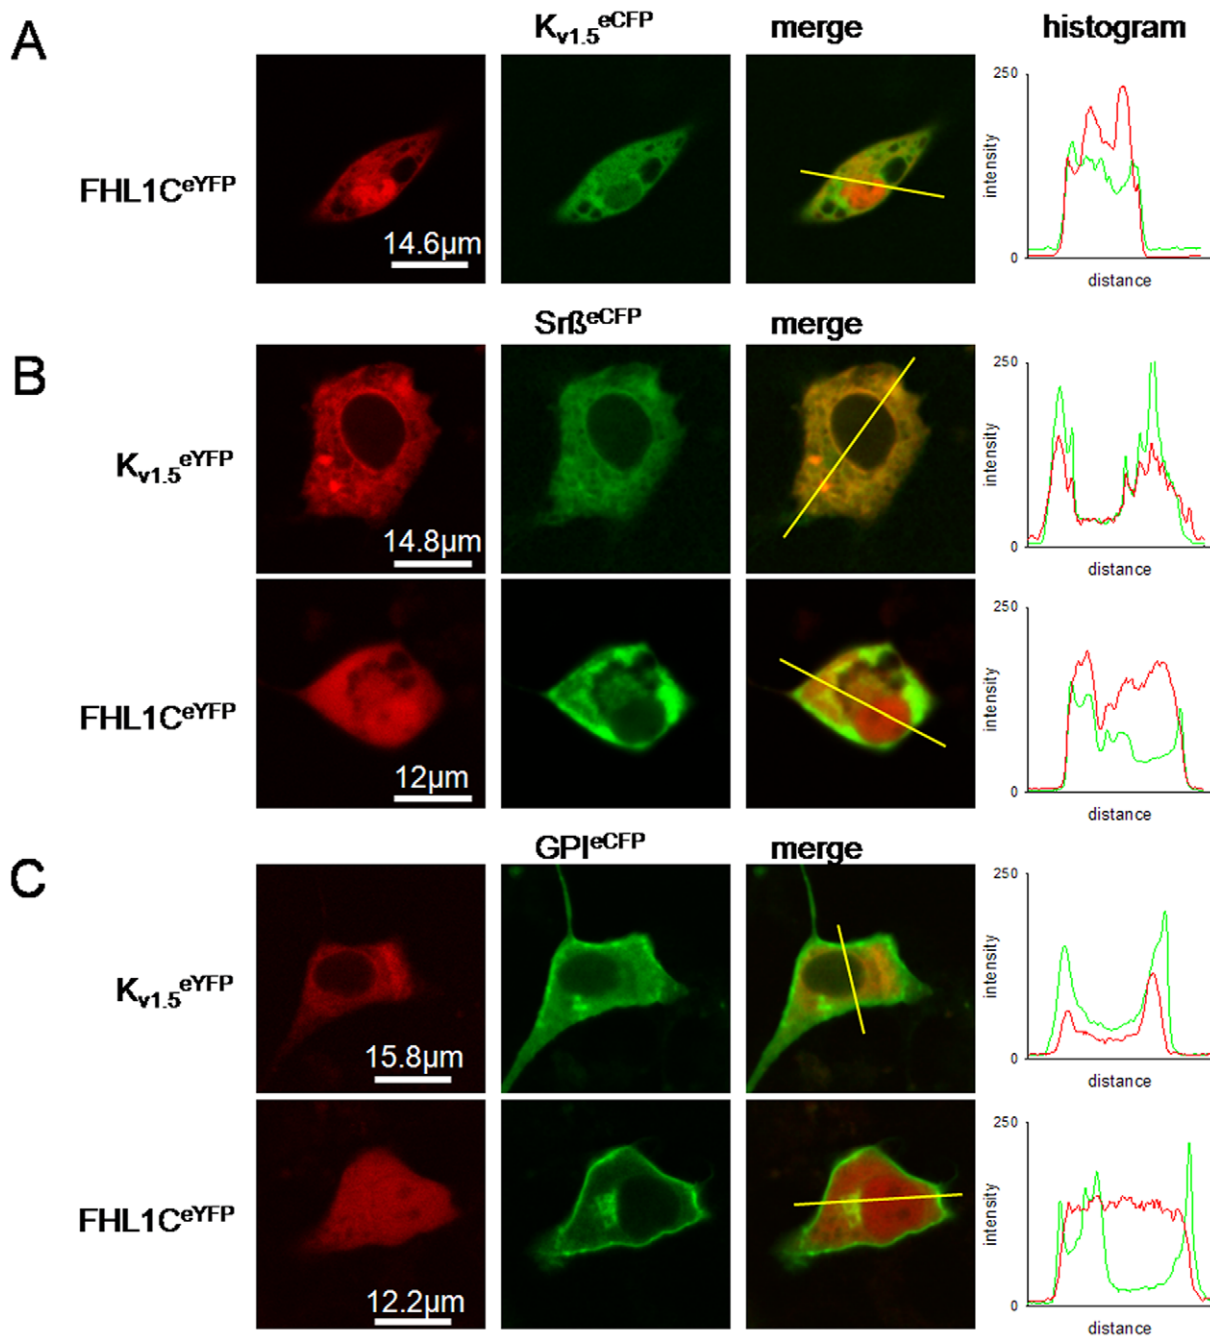 A
Kv1.5eCFP merge histogram
FHL1CeYFP
14.6µm
250
intensity
0
distance
B
SrßeCFP merge
Kv1.5eYFP
14.8µm
250
intensity
0
distance
FHL1CeYFP
12µm
250
intensity
0
distance
C
GPIeCFP merge
Kv1.5eYFP
15.8µm
250
intensity
0
distance
FHL1CeYFP
12.2µm
250
intensity
0
distance